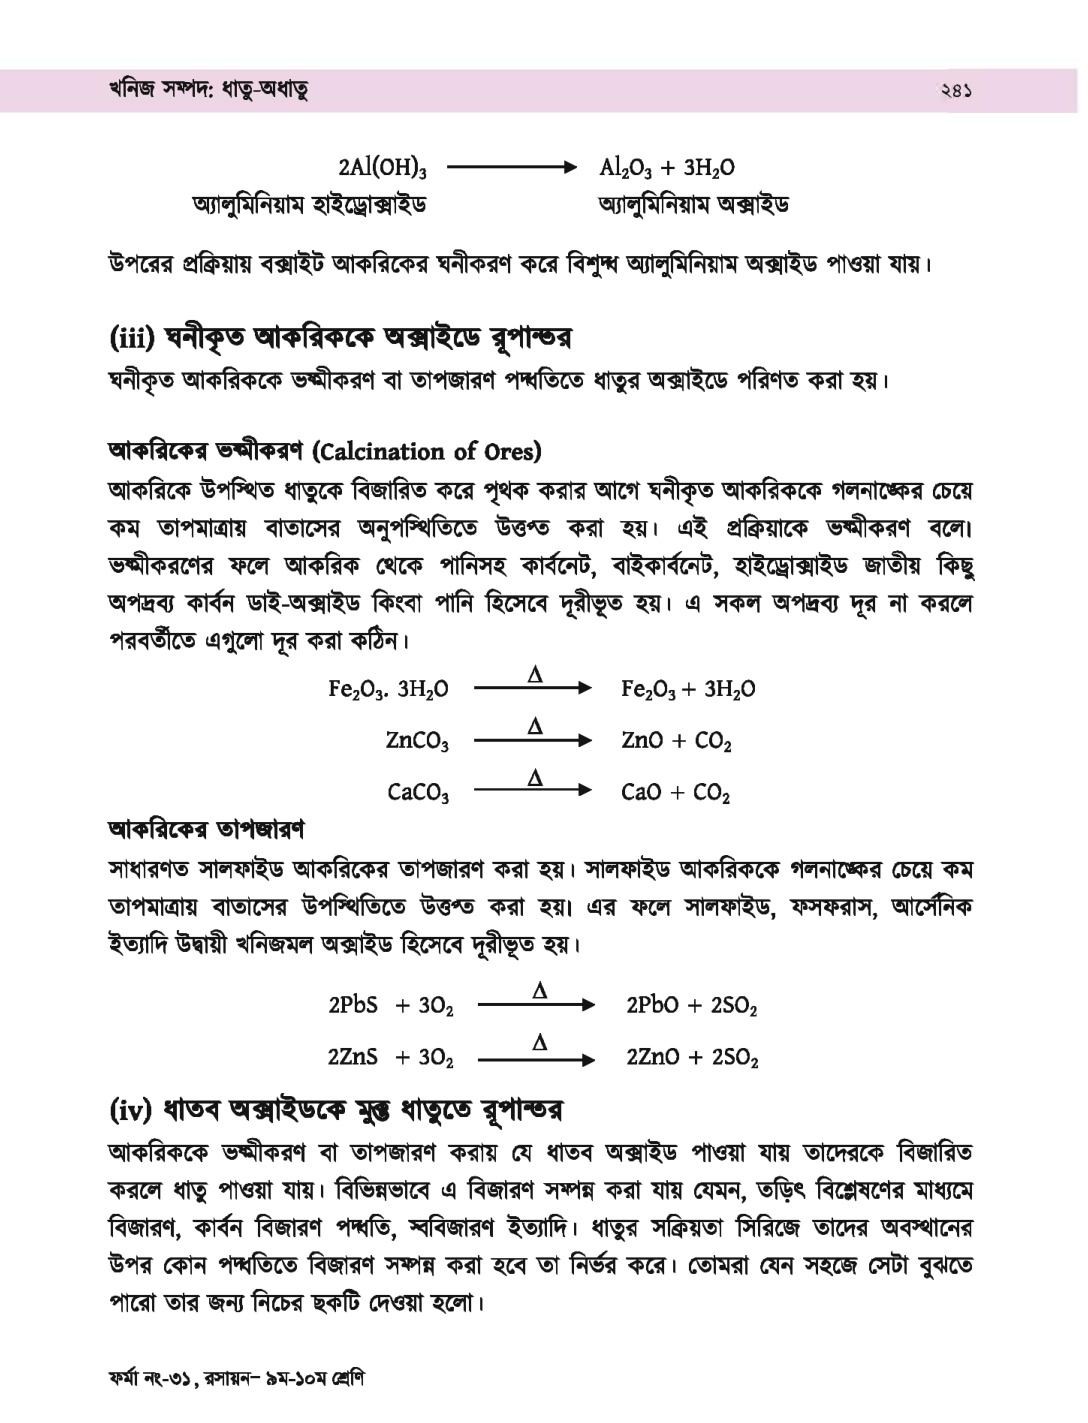 খনিজ সম্পদ: ধাতু-অধাতু ২৪১
2Al(OH)₃ ⟶ Al₂O₃ + 3H₂O
অ্যালুমিনিয়াম হাইড্রোক্সাইড অ্যালুমিনিয়াম অক্সাইড
উপরের প্রক্রিয়ায় বক্সাইট আকরিকের ঘনীকরণ করে বিশুদ্ধ অ্যালুমিনিয়াম অক্সাইড পাওয়া যায়।
(iii) ঘনীকৃত আকরিককে অক্সাইডে রূপান্তর
ঘনীকৃত আকরিককে ভস্মীকরণ বা তাপজারণ পদ্ধতিতে ধাতুর অক্সাইডে পরিণত করা হয়।
আকরিকের ভস্মীকরণ (Calcination of Ores)
আকরিকে উপস্থিত ধাতুকে বিজারিত করে পৃথক করার আগে ঘনীকৃত আকরিককে গলনাঙ্কের চেয়ে
কম তাপমাত্রায় বাতাসের অনুপস্থিতিতে উত্তপ্ত করা হয়। এই প্রক্রিয়াকে ভস্মীকরণ বলে।
ভস্মীকরণের ফলে আকরিক থেকে পানিসহ কার্বনেট, বাইকার্বনেট, হাইড্রোক্সাইড জাতীয় কিছু
অপদ্রব্য কার্বন ডাই-অক্সাইড কিংবা পানি হিসেবে দূরীভূত হয়। এ সকল অপদ্রব্য দূর না করলে
পরবর্তীতে এগুলো দূর করা কঠিন।
Fe₂O₃. 3H₂O Δ⟶ Fe₂O₃ + 3H₂O
ZnCO₃ Δ⟶ ZnO + CO₂
CaCO₃ Δ⟶ CaO + CO₂
আকরিকের তাপজারণ
সাধারণত সালফাইড আকরিকের তাপজারণ করা হয়। সালফাইড আকরিককে গলনাঙ্কের চেয়ে কম
তাপমাত্রায় বাতাসের উপস্থিতিতে উত্তপ্ত করা হয়। এর ফলে সালফাইড, ফসফরাস, আর্সেনিক
ইত্যাদি উদ্বায়ী খনিজমল অক্সাইড হিসেবে দূরীভূত হয়।
2PbS + 3O₂ Δ⟶ 2PbO + 2SO₂
2ZnS + 3O₂ Δ⟶ 2ZnO + 2SO₂
(iv) ধাতব অক্সাইডকে মুক্ত ধাতুতে রূপান্তর
আকরিককে ভস্মীকরণ বা তাপজারণ করায় যে ধাতব অক্সাইড পাওয়া যায় তাদেরকে বিজারিত
করলে ধাতু পাওয়া যায়। বিভিন্নভাবে এ বিজারণ সম্পন্ন করা যায় যেমন, তড়িৎ বিশ্লেষণের মাধ্যমে
বিজারণ, কার্বন বিজারণ পদ্ধতি, স্ববিজারণ ইত্যাদি। ধাতুর সক্রিয়তা সিরিজে তাদের অবস্থানের
উপর কোন পদ্ধতিতে বিজারণ সম্পন্ন করা হবে তা নির্ভর করে। তোমরা যেন সহজে সেটা বুঝতে
পারো তার জন্য নিচের ছকটি দেওয়া হলো।
ফর্মা নং-৩১, রসায়ন– ৯ম-১০ম শ্রেণি